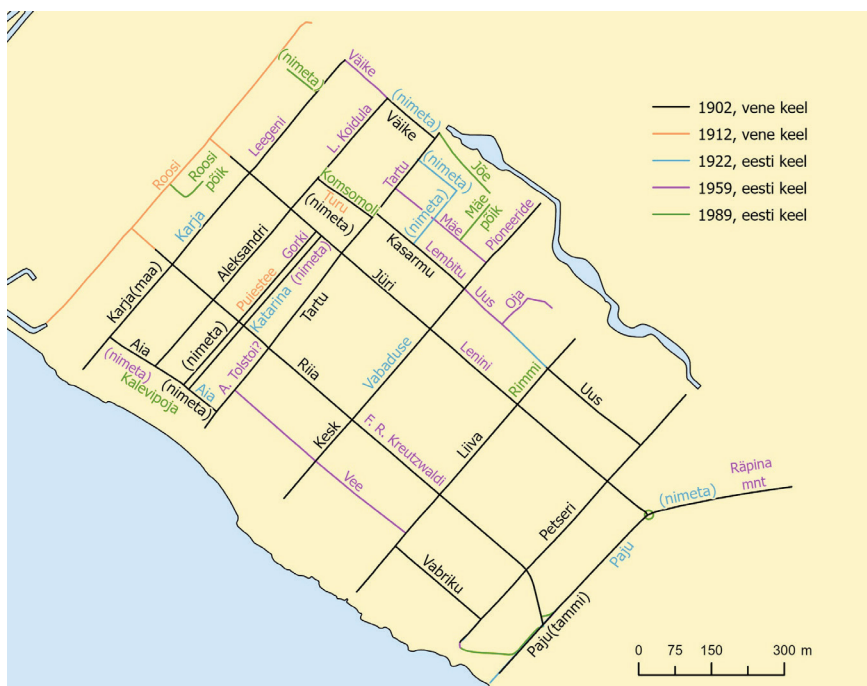 (nimeta)
Väike
(nimeta)
Väike
Leegeni
L. Koidula
Roosi
Roosi
põik
Karja
Karja(maa)
Aleksandri
Komsomoli
Turu
(nimeta)
Tartu
(nimeta)
(nimeta)
Jõe
Mäe
põik
Mäe
Pioneeride
Kasarmu
Lembitu
Uus
Oja
Gorki
(nimeta)
Puiestee
Katarina
Tartu
Jüri
Lenini
Rimmi
Uus
Aia
(nimeta)
Kalevipoja
(nimeta)
(nimeta)
Aia
A. Tolstoi?
Riia
Vabaduse
Kesk
F. R. Kreutzwaldi
Liiva
Vee
Vabriku
Petseri
Paju
Paju(tammi)
(nimeta)
Räpina
mnt
1902, vene keel
1912, vene keel
1922, eesti keel
1959, eesti keel
1989, eesti keel
0 75 150 300 m